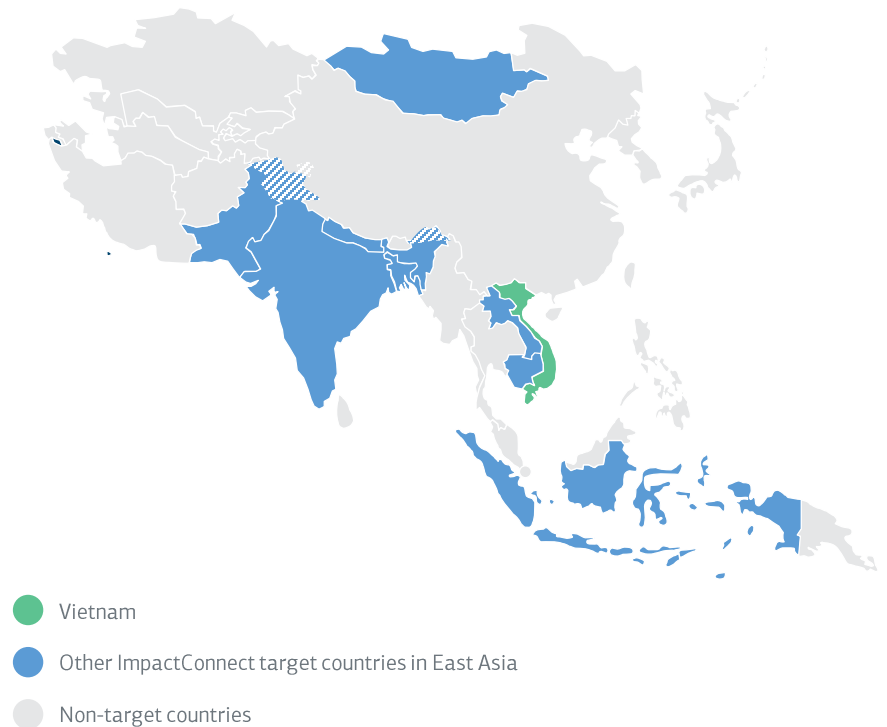 Vietnam
Other ImpactConnect target countries in East Asia
Non-target countries